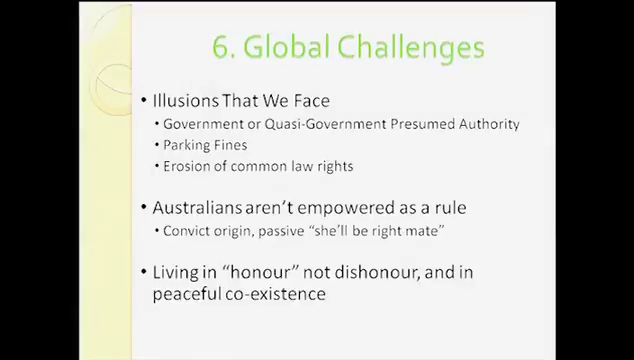 6. Global Challenges
• Illusions That We Face
• Government or Quasi-Government Presumed Authority
• Parking Fines
• Erosion of common law rights
• Australians aren't empowered as a rule
• Convict origin, passive "she'll be right mate"
• Living in "honour" not dishonour, and in
peaceful co-existence